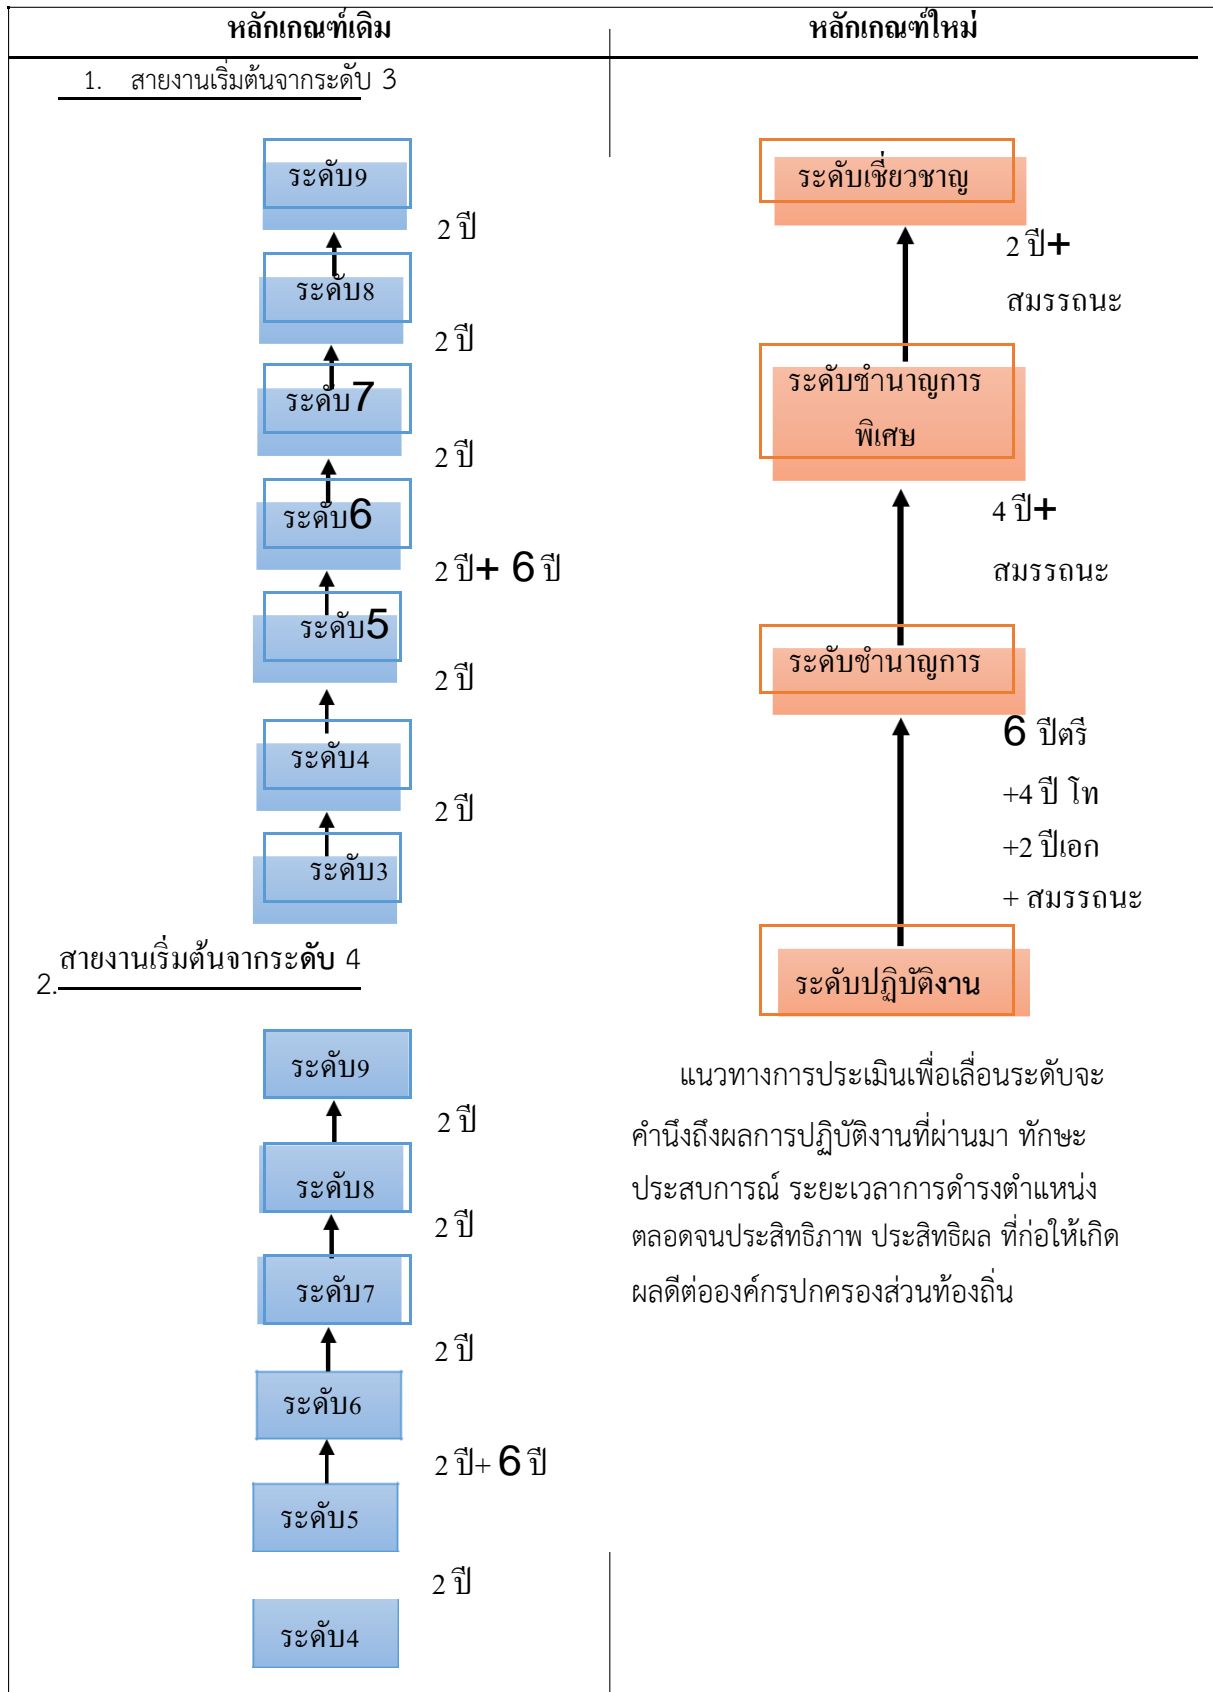 หลักเกณฑ์เดิม
หลักเกณฑ์ใหม่
1. สายงานเริ่มต้นจากระดับ 3
ระดับ9
2 ปี
ระดับ8
2 ปี
ระดับ7
2 ปี
ระดับ6
2 ปี+ 6 ปี
ระดับ5
2 ปี
ระดับ4
2 ปี
ระดับ3
2. สายงานเริ่มต้นจากระดับ 4
ระดับ9
2 ปี
ระดับ8
2 ปี
ระดับ7
2 ปี
ระดับ6
2 ปี+ 6 ปี
ระดับ5
2 ปี
ระดับ4
ระดับเชี่ยวชาญ
2 ปี+
สมรรถนะ
ระดับชำนาญการ
พิเศษ
4 ปี+
สมรรถนะ
ระดับชำนาญการ
6 ปีตรี
+4 ปี โท
+2 ปีเอก
+ สมรรถนะ
ระดับปฏิบัติงาน
แนวทางการประเมินเพื่อเลื่อนระดับจะ
คำนึงถึงผลการปฏิบัติงานที่ผ่านมา ทักษะ
ประสบการณ์ ระยะเวลาการดำรงตำแหน่ง
ตลอดจนประสิทธิภาพ ประสิทธิผล ที่ก่อให้เกิด
ผลดีต่อองค์กรปกครองส่วนท้องถิ่น